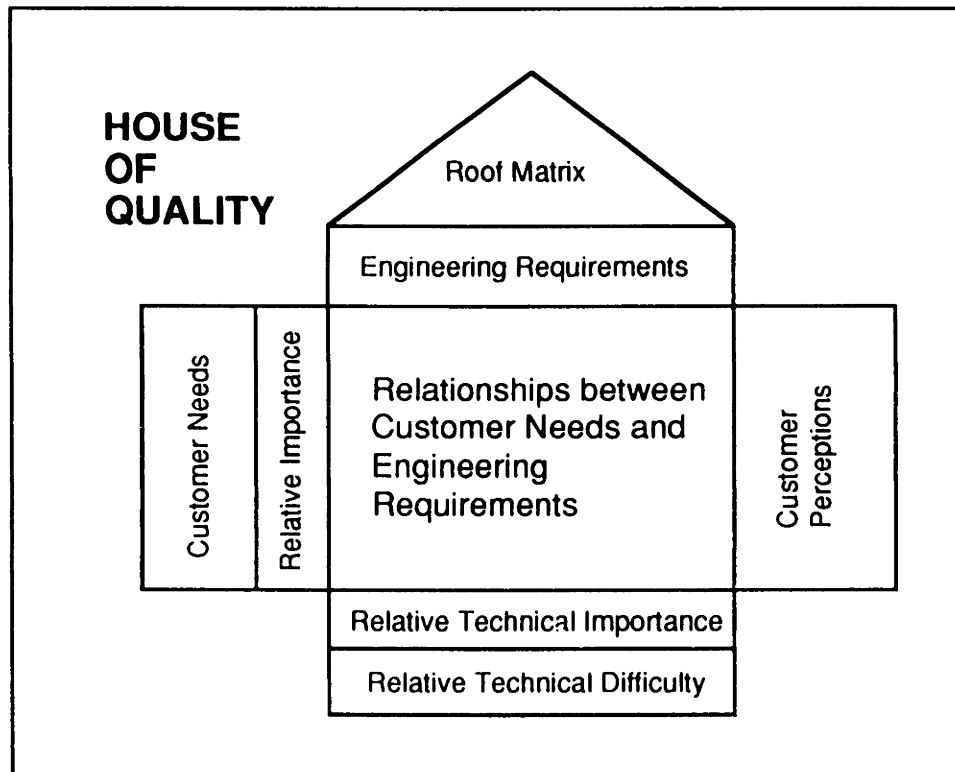 HOUSE
OF
QUALITY
Roof Matrix
Engineering Requirements
Customer Needs
Relative Importance
Relationships between
Customer Needs and
Engineering
Requirements
Customer
Perceptions
Relative Technical Importance
Relative Technical Difficulty